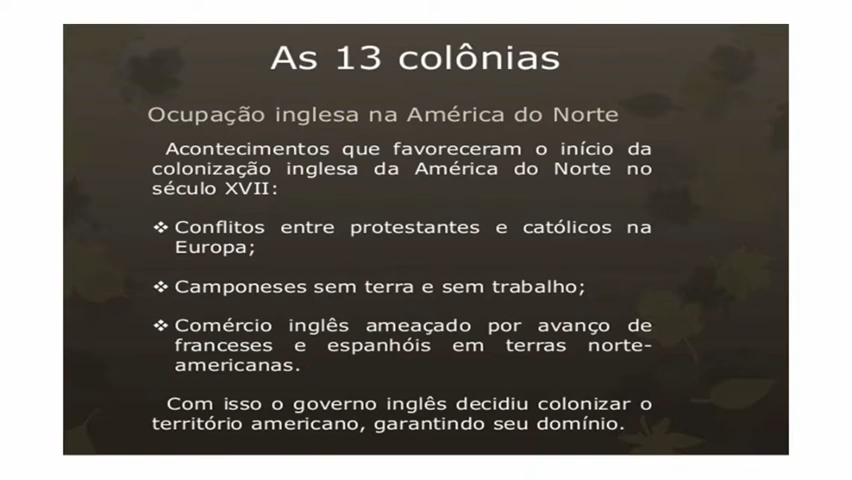 As 13 colônias
Ocupação inglesa na América do Norte
Acontecimentos que favoreceram o início da
colonização inglesa da América do Norte no
século XVII:
❖ Conflitos entre protestantes e católicos na
Europa;
❖ Camponeses sem terra e sem trabalho;
❖ Comércio inglês ameaçado por avanço de
franceses e espanhóis em terras norte-
americanas.
Com isso o governo inglês decidiu colonizar o
território americano, garantindo seu domínio.